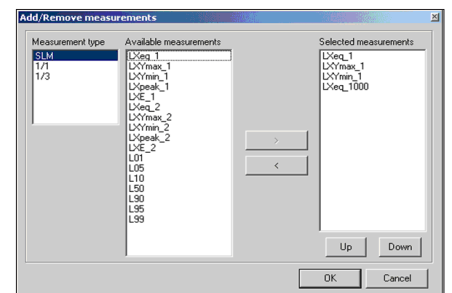 Add/Remove measurements
Measurement type
SLM
1/1
1/3
Available measurements
LXeq_1
LXYmax_1
LXYmin_1
LXpeak_1
LXE_1
LXeq_2
LXYmax_2
LXYmin_2
LXpeak_2
LXE_2
L01
L05
L10
L50
L90
L95
L99
>
<
Selected measurements
LXeq_1
LXYmax_1
LXYmin_1
LXeq_1000
Up
Down
OK
Cancel